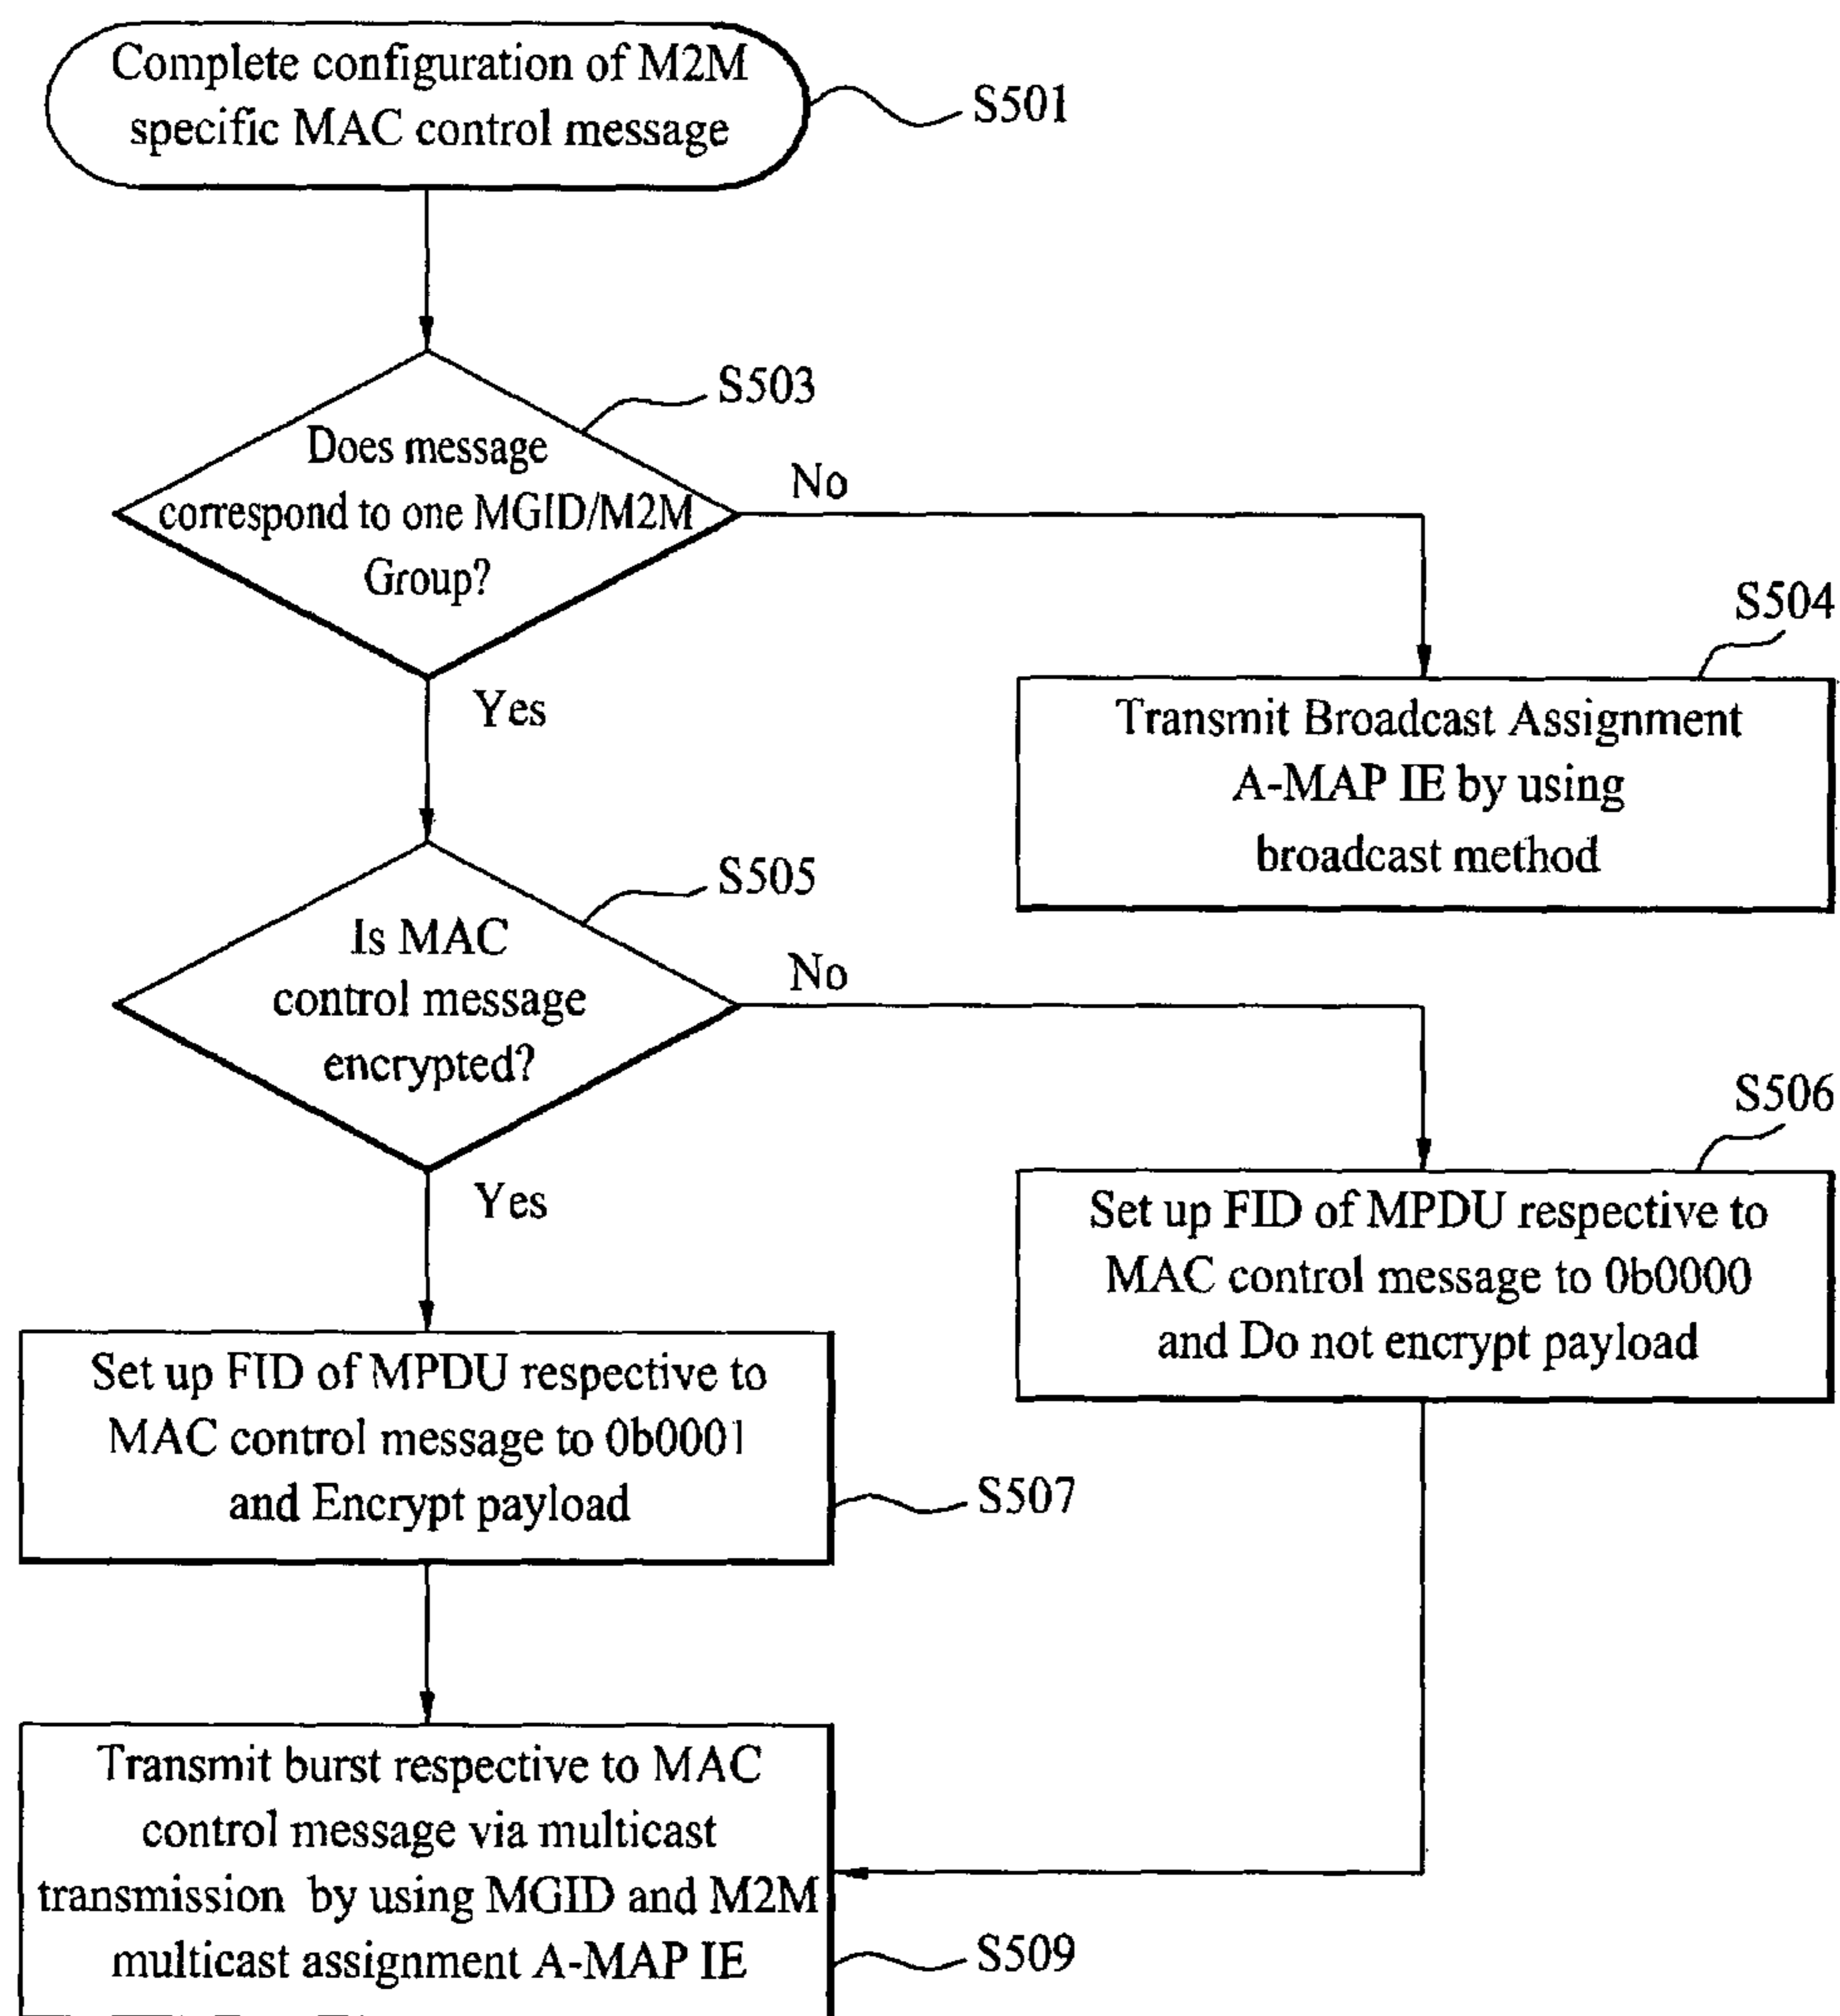 Complete configuration of M2M
specific MAC control message
S501
S503
Does message
correspond to one MGID/M2M
Group?
No
Yes
S504
Transmit Broadcast Assignment
A-MAP IE by using
broadcast method
S505
Is MAC
control message
encrypted?
No
Yes
S506
Set up FID of MPDU respective to
MAC control message to 0b0000
and Do not encrypt payload
Set up FID of MPDU respective to
MAC control message to 0b0001
and Encrypt payload
S507
Transmit burst respective to MAC
control message via multicast
transmission by using MGID and M2M
multicast assignment A-MAP IE
S509